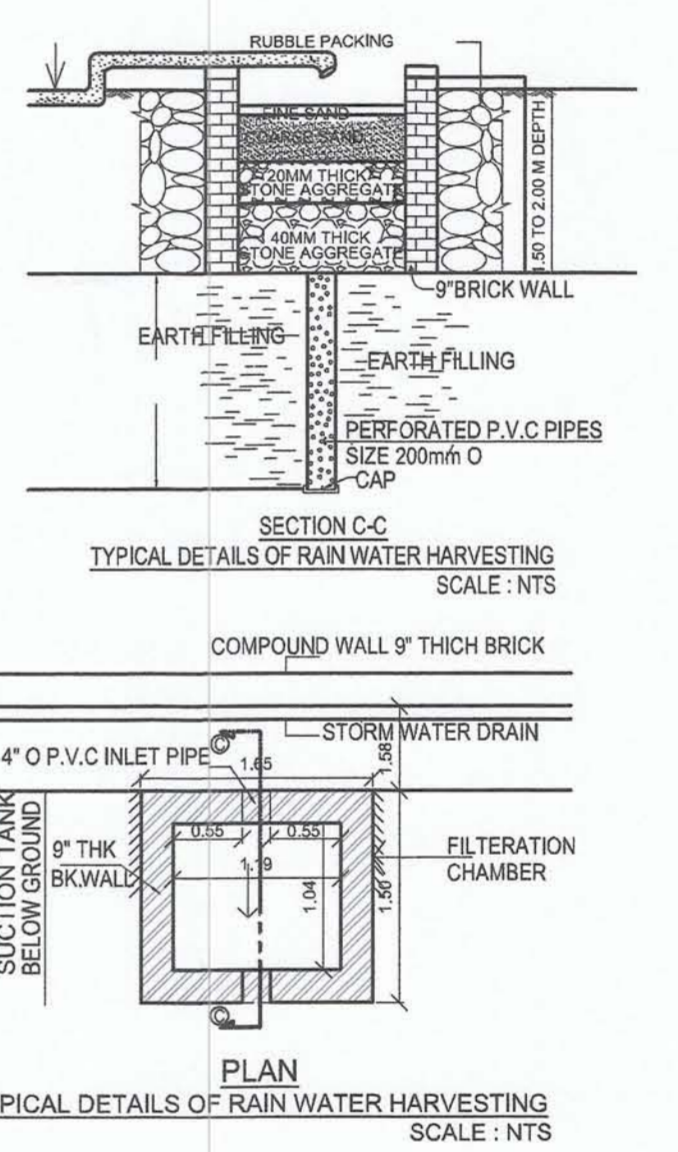 RUBBLE PACKING
FINE SAND
COARSE SAND
20MM THICK
STONE AGGREGATE
40MM THICK
STONE AGGREGATE
1.50 TO 2.00 M DEPTH
9"BRICK WALL
EARTH FILLING
EARTH FILLING
PERFORATED P.V.C PIPES
SIZE 200mm O
CAP
SECTION C-C
TYPICAL DETAILS OF RAIN WATER HARVESTING
SCALE : NTS
COMPOUND WALL 9" THICH BRICK
STORM WATER DRAIN
C
4" O P.V.C INLET PIPE
1.65
1.58
0.55
0.55
SUCTION TANK
BELOW GROUND
9" THK
BK.WALL
1.19
1.04
1.50
FILTERATION
CHAMBER
C
PLAN
PICAL DETAILS OF RAIN WATER HARVESTING
SCALE : NTS